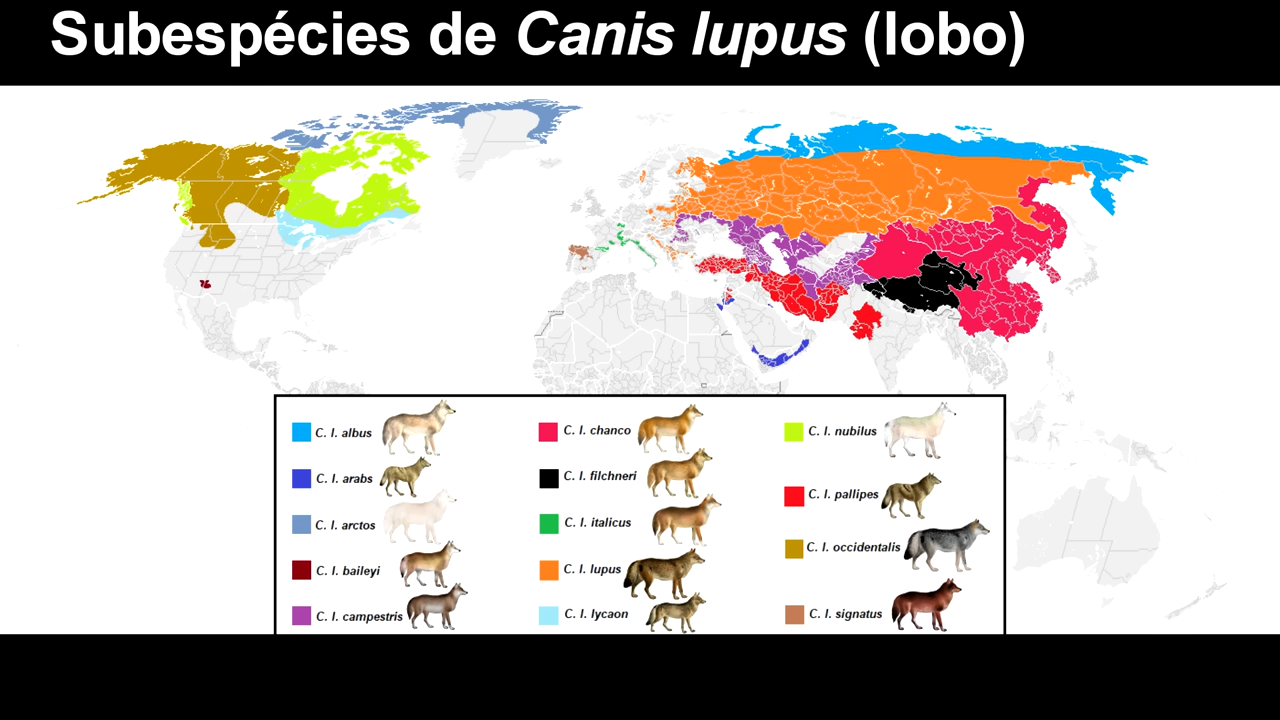 Subespécies de Canis lupus (lobo)
C. l. albus
C. l. arabs
C. l. arctos
C. l. baileyi
C. l. campestris
C. l. chanco
C. l. filchneri
C. l. italicus
C. l. lupus
C. l. lycaon
C. l. nubilus
C. l. pallipes
C. l. occidentalis
C. l. signatus